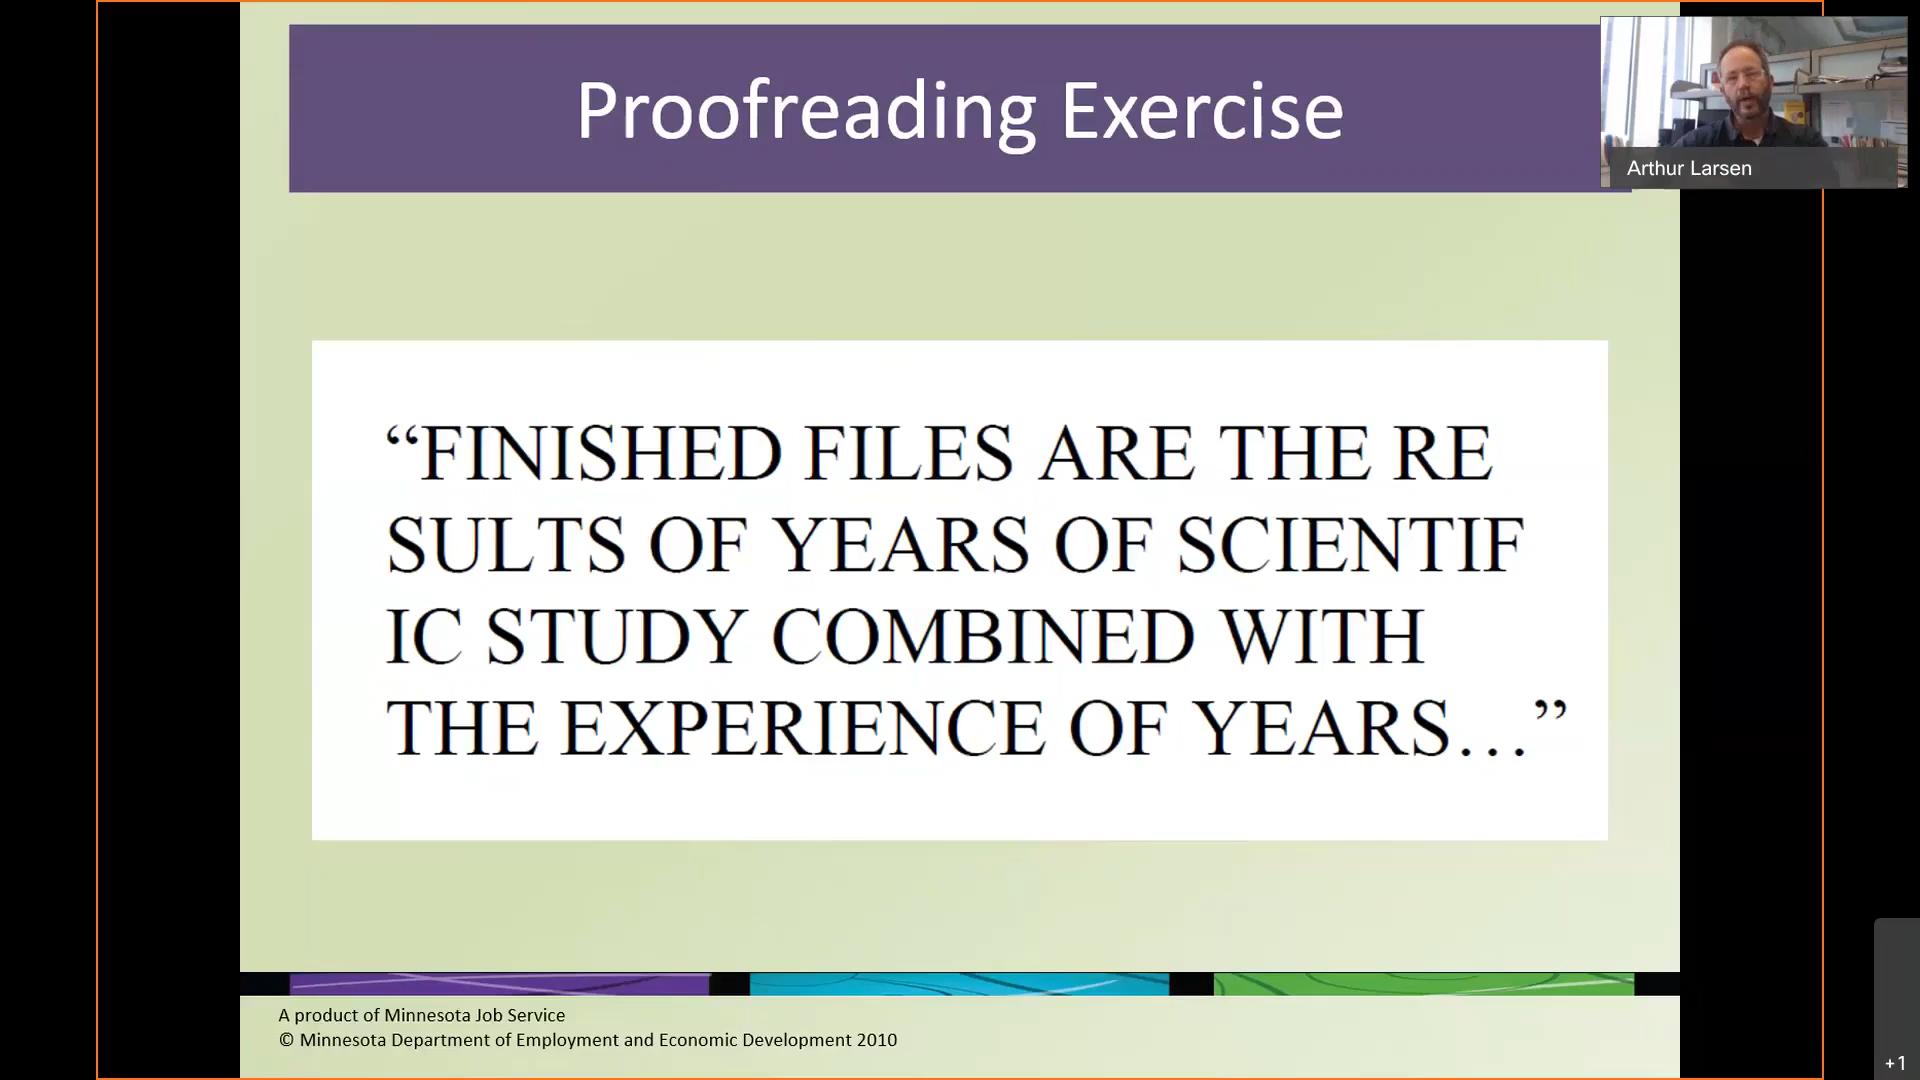 Proofreading Exercise
Arthur Larsen
“FINISHED FILES ARE THE RE
SULTS OF YEARS OF SCIENTIF
IC STUDY COMBINED WITH
THE EXPERIENCE OF YEARS…”
A product of Minnesota Job Service
© Minnesota Department of Employment and Economic Development 2010
+1